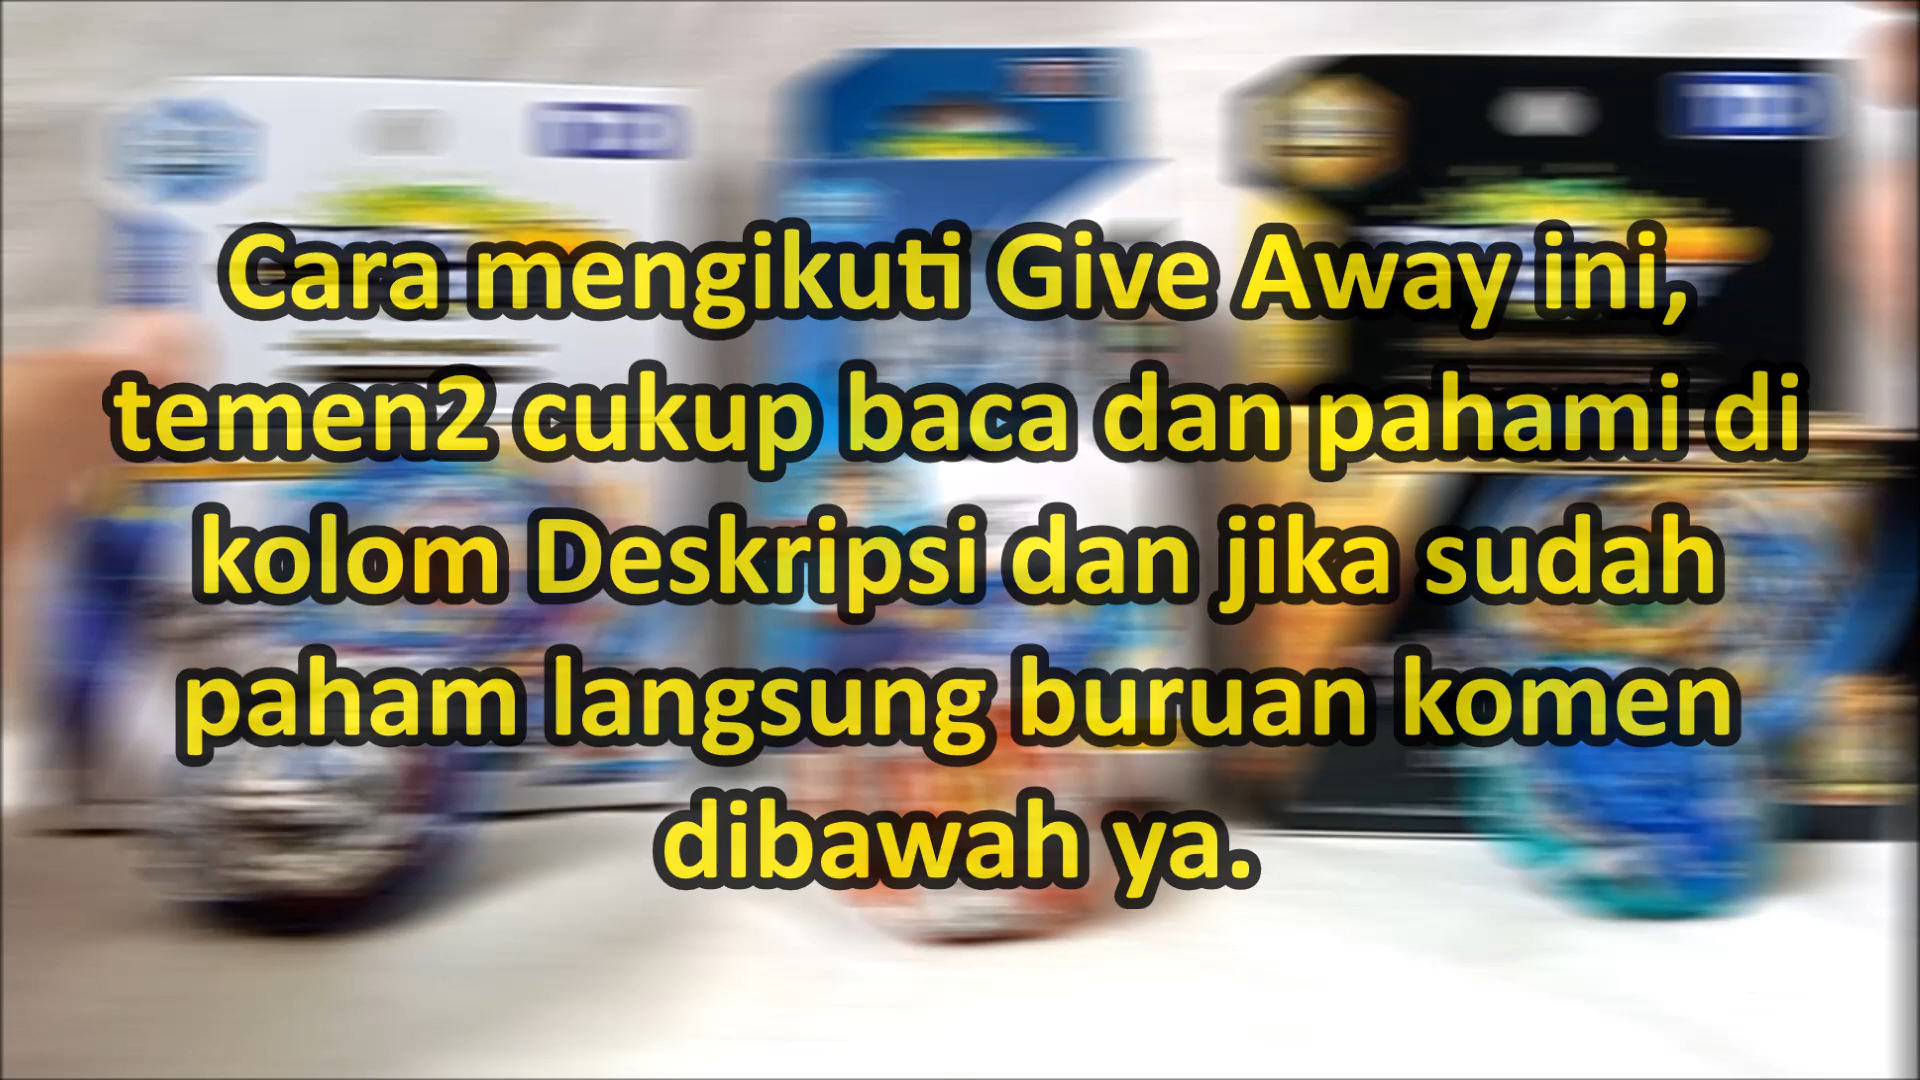 Cara mengikuti Give Away ini,
temen2 cukup baca dan pahami di
kolom Deskripsi dan jika sudah
paham langsung buruan komen
dibawah ya.